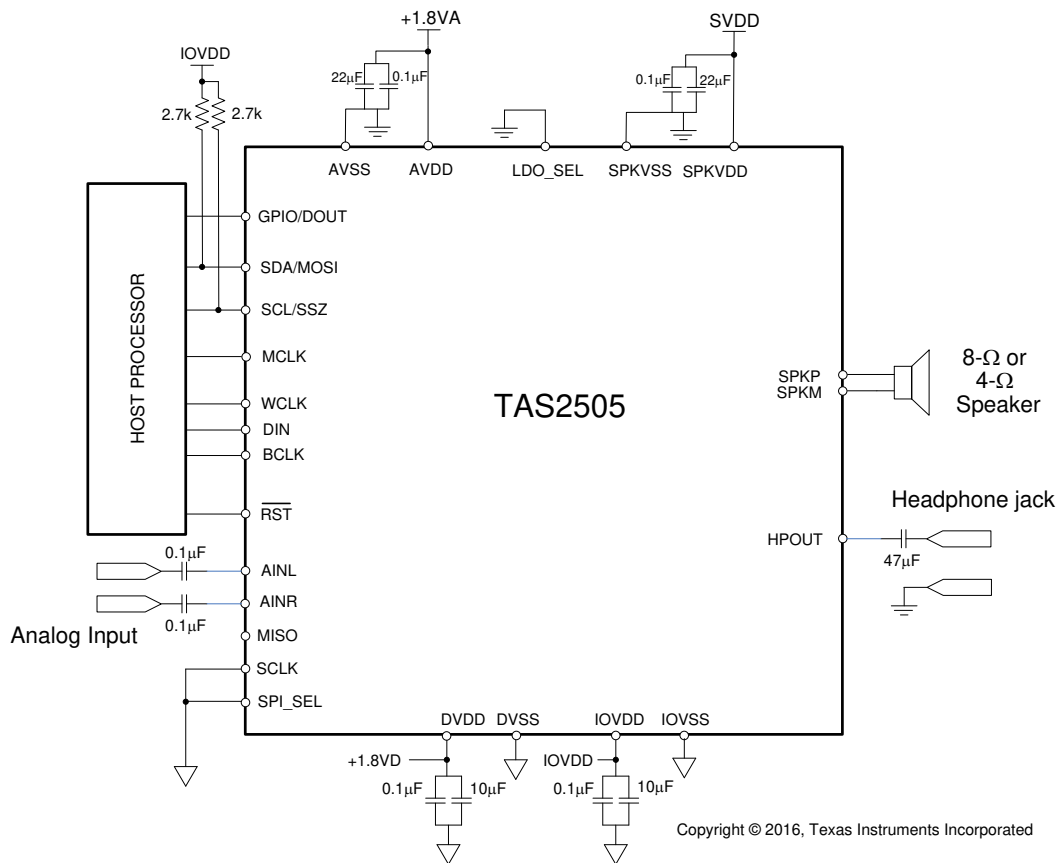 +1.8VA
SVDD
IOVDD
22µF
0.1µF
0.1µF
22µF
2.7k
2.7k
AVSS
AVDD
LDO_SEL
SPKVSS
SPKVDD
HOST PROCESSOR
GPIO/DOUT
SDA/MOSI
SCL/SSZ
MCLK
WCLK
DIN
BCLK
RST
TAS2505
SPKP
SPKM
8-Ω or
4-Ω
Speaker
Headphone jack
HPOUT
47µF
0.1µF
AINL
AINR
0.1µF
Analog Input
MISO
SCLK
SPI_SEL
DVDD
DVSS
IOVDD
IOVSS
+1.8VD
IOVDD
0.1µF
10µF
0.1µF
10µF
Copyright © 2016, Texas Instruments Incorporated